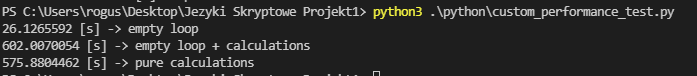 PS C:\Users\rogus\Desktop\Jezyki Skryptowe Projekt1> python3 .\python\custom_performance_test.py
26.1265592 [s] -> empty loop
602.0070054 [s] -> empty loop + calculations
575.8804462 [s] -> pure calculations